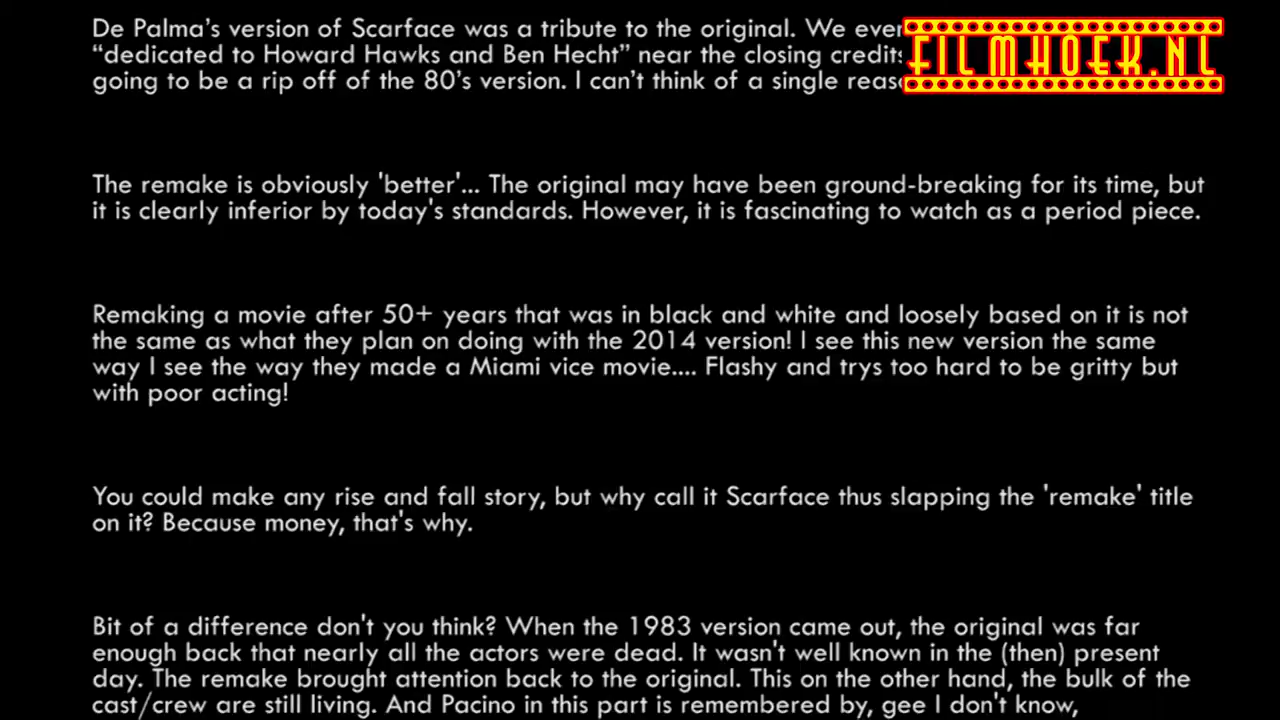 De Palma’s version of Scarface was a tribute to the original. We even
FILMHOEK.NL
“dedicated to Howard Hawks and Ben Hecht” near the closing credits
going to be a rip off of the 80’s version. I can’t think of a single
The remake is obviously 'better'... The original may have been ground-breaking for its time, but
it is clearly inferior by today's standards. However, it is fascinating to watch as a period piece.
Remaking a movie after 50+ years that was in black and white and loosely based on it is not
the same as what they plan on doing with the 2014 version! I see this new version the same
way I see the way they made a Miami vice movie.... Flashy and trys too hard to be gritty but
with poor acting!
You could make any rise and fall story, but why call it Scarface thus slapping the 'remake' title
on it? Because money, that's why.
Bit of a difference don't you think? When the 1983 version came out, the original was far
enough back that nearly all the actors were dead. It wasn't well known in the (then) present
day. The remake brought attention back to the original. This on the other hand, the bulk of the
cast/crew are still living. And Pacino in this part is remembered by, gee I don't know,